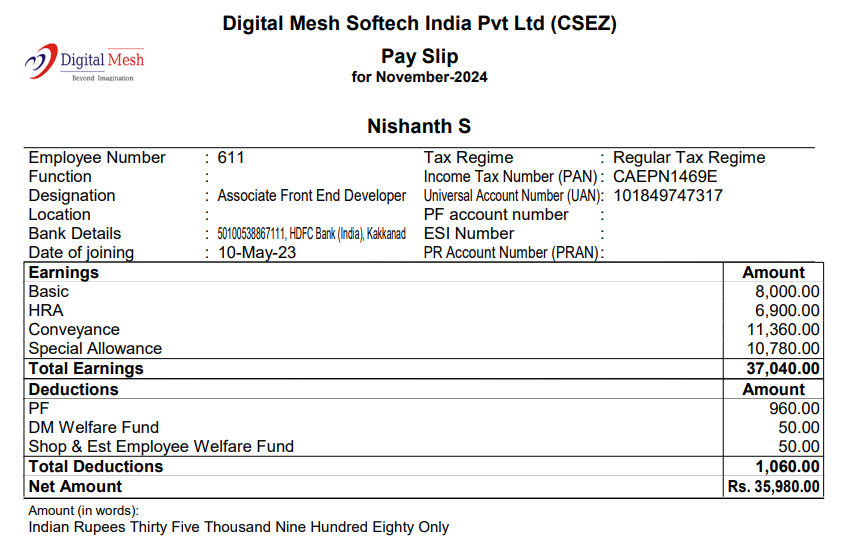 Digital Mesh Softech India Pvt Ltd (CSEZ)
Digital Mesh
Beyond Imagination
Pay Slip
for November-2024
Nishanth S
Employee Number : 611 Tax Regime : Regular Tax Regime
Function : Income Tax Number (PAN) : CAEPN1469E
Designation : Associate Front End Developer Universal Account Number (UAN) : 101849747317
Location : PF account number :
Bank Details : 50100538867111, HDFC Bank (India), Kakkanad ESI Number :
Date of joining : 10-May-23 PR Account Number (PRAN) :
Earnings Amount
Basic 8,000.00
HRA 6,900.00
Conveyance 11,360.00
Special Allowance 10,780.00
Total Earnings 37,040.00
Deductions Amount
PF 960.00
DM Welfare Fund 50.00
Shop & Est Employee Welfare Fund 50.00
Total Deductions 1,060.00
Net Amount Rs. 35,980.00
Amount (in words):
Indian Rupees Thirty Five Thousand Nine Hundred Eighty Only